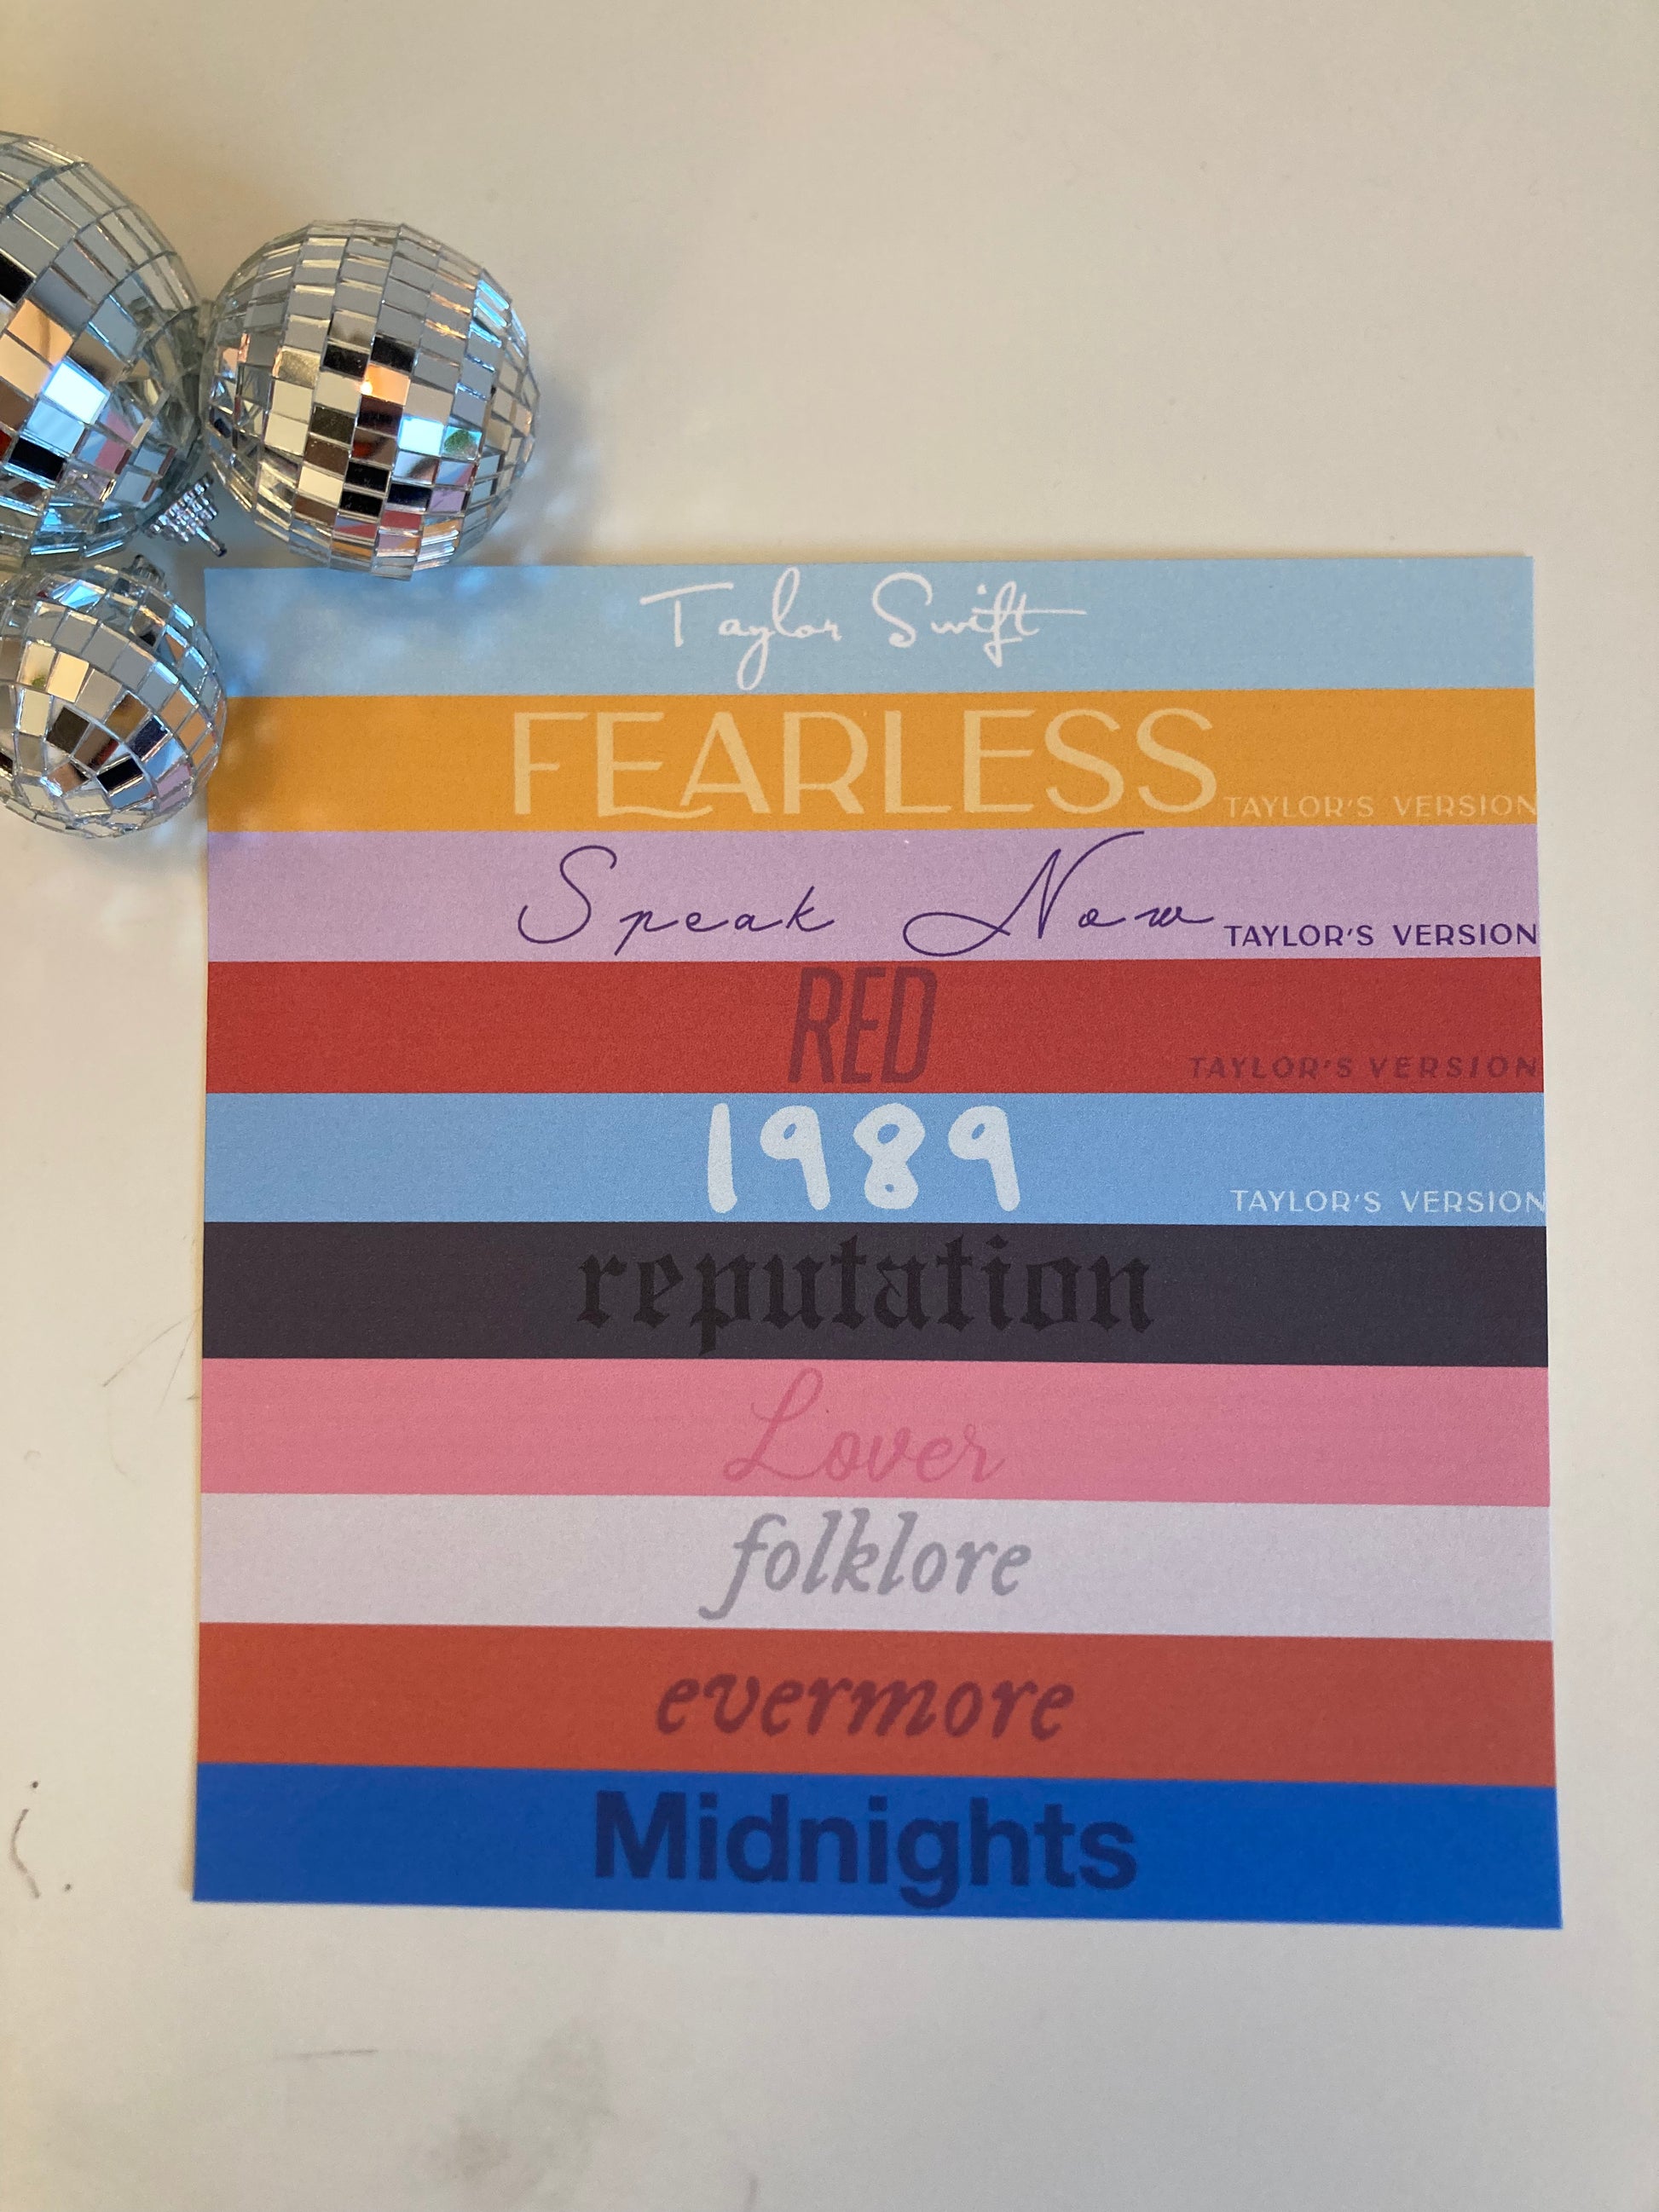 Taylor Swift
FEARLESS TAYLOR'S VERSION
Speak Now TAYLOR'S VERSION
RED TAYLOR'S VERSION
1989 TAYLOR'S VERSION
reputation
Lover
folklore
evermore
Midnights